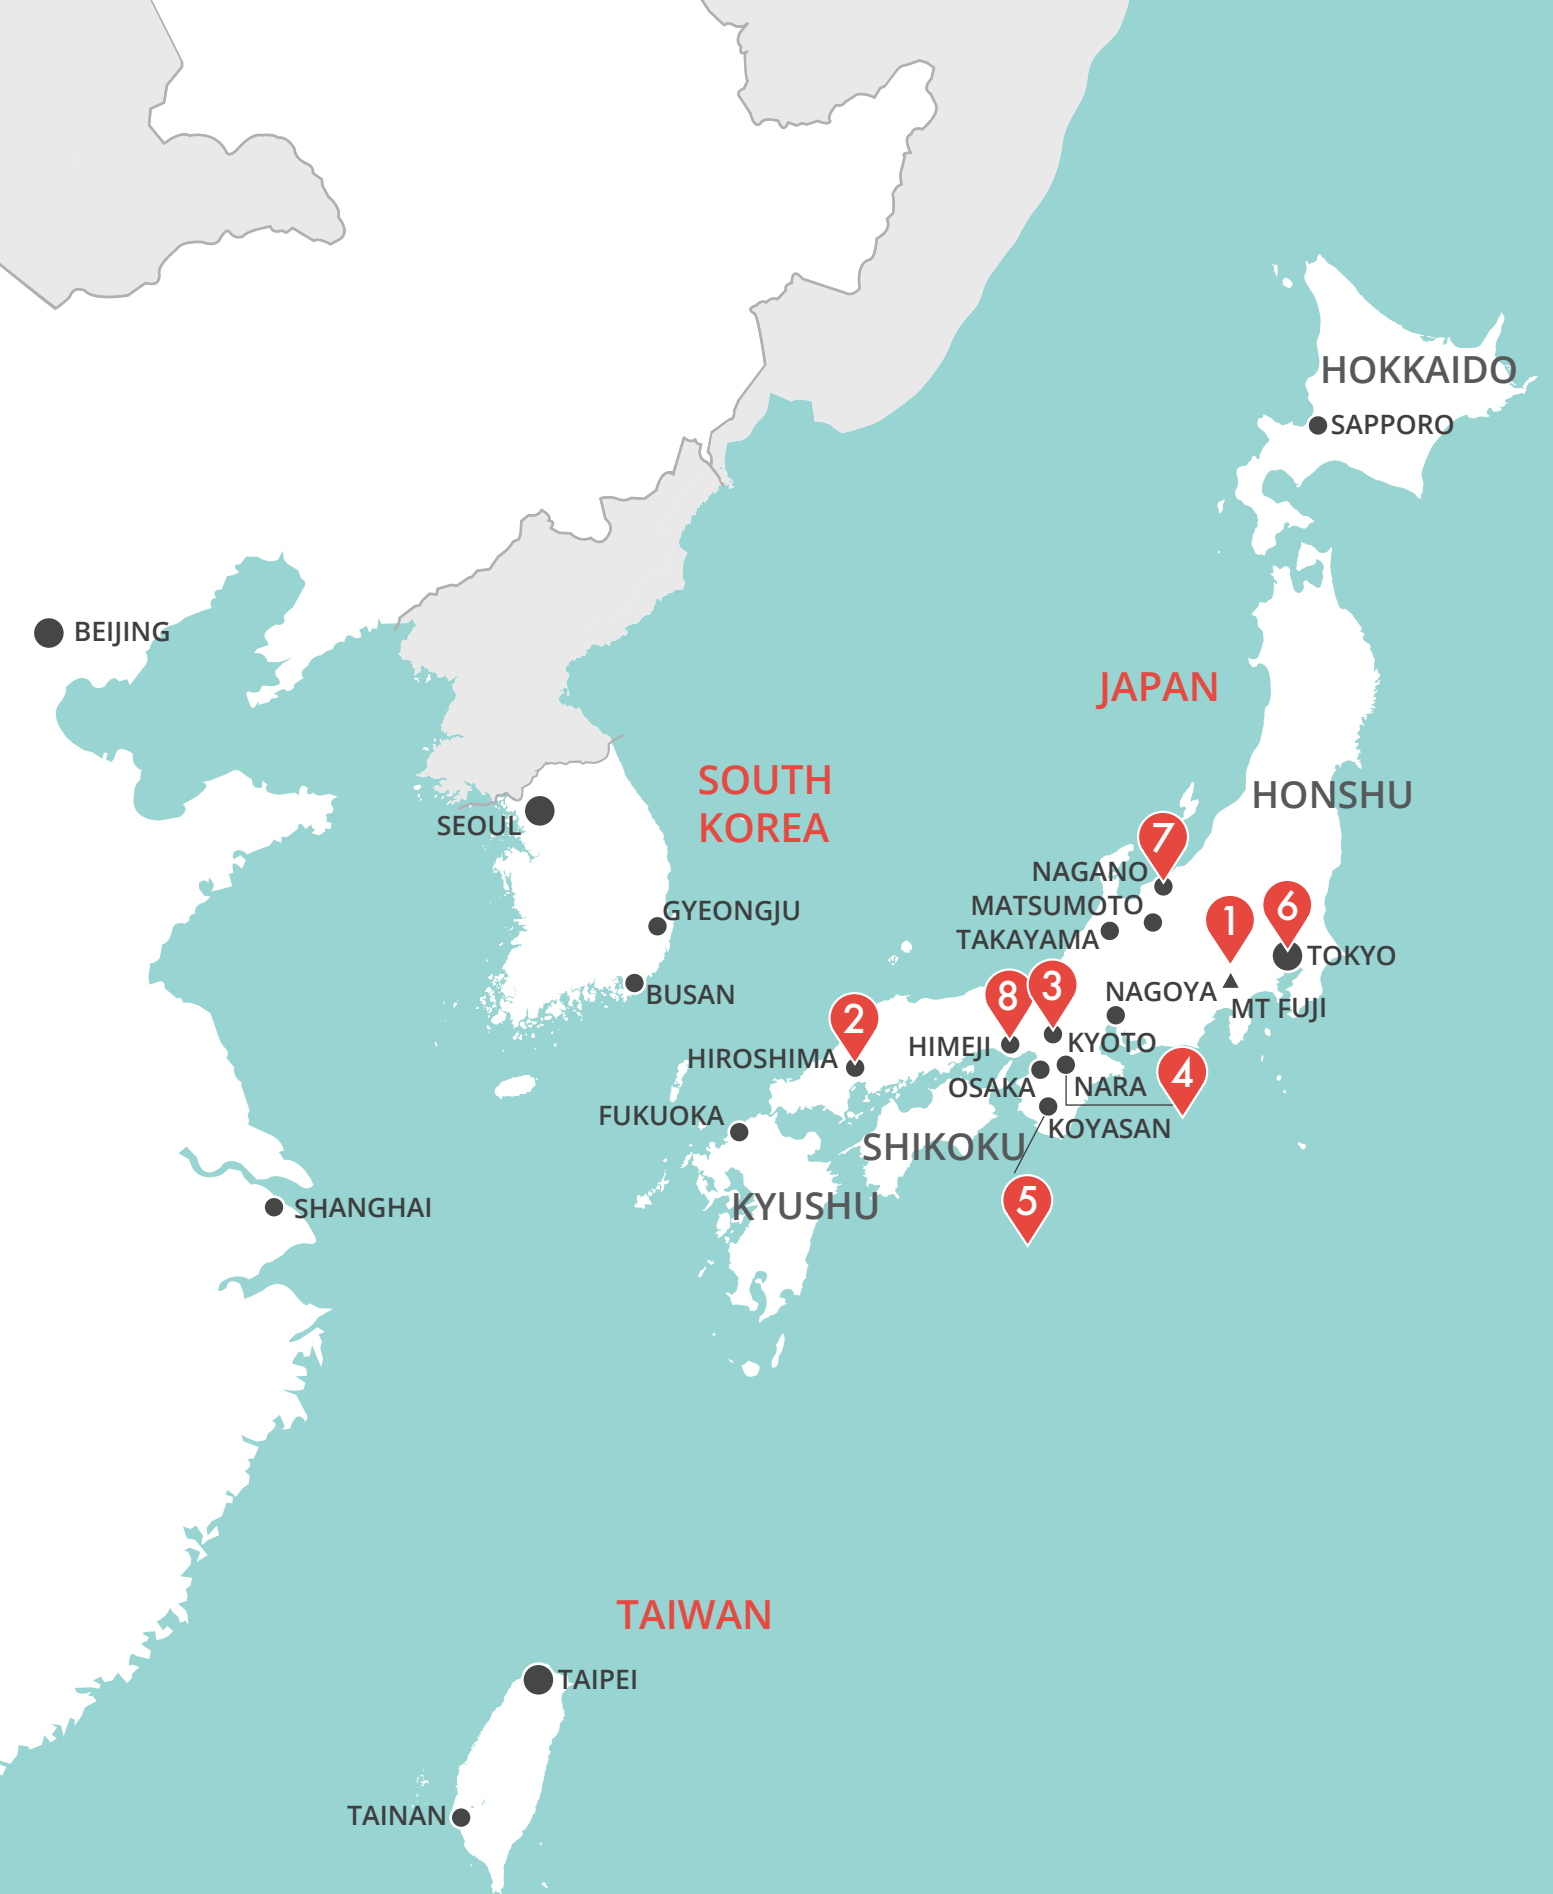 HOKKAIDO
SAPPORO
BEIJING
JAPAN
SOUTH
KOREA
HONSHU
SEOUL
7
NAGANO
GYEONGJU
MATSUMOTO
1
6
TAKAYAMA
TOKYO
BUSAN
8
3
NAGOYA
MT FUJI
2
HIROSHIMA
HIMEJI
KYOTO
OSAKA
NARA
4
FUKUOKA
KOYASAN
SHIKOKU
KYUSHU
5
SHANGHAI
TAIWAN
TAIPEI
TAINAN